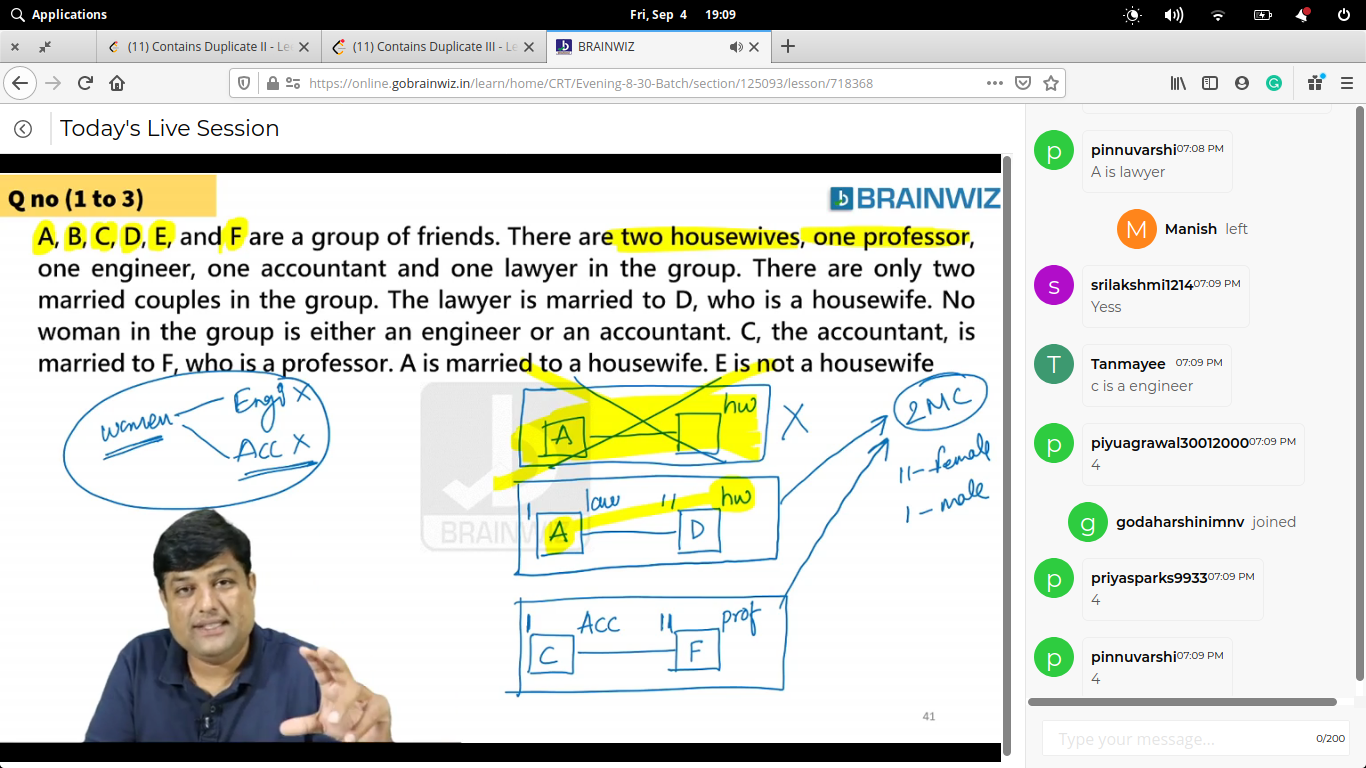 Applications
Fri, Sep 4 19:09
(11) Contains Duplicate II - Le
(11) Contains Duplicate III - Le
BRAINWIZ
https://online.gobrainwiz.in/learn/home/CRT/Evening-8-30-Batch/section/125093/lesson/718368
Today's Live Session
Q no (1 to 3)
BRAINWIZ
A, B, C, D, E, and F are a group of friends. There are two housewives, one professor,
one engineer, one accountant and one lawyer in the group. There are only two
married couples in the group. The lawyer is married to D, who is a housewife. No
woman in the group is either an engineer or an accountant. C, the accountant, is
married to F, who is a professor. A is married to a housewife. E is not a housewife
women
Engi X
Acc X
A
hw
X
2MC
11 - female
1 - male
1 law 11 hw
A D
1 Acc 11 prof
C F
BRAINWIZ
41
p
pinnuvarshi 07:08 PM
A is lawyer
M
Manish left
s
srilakshmi1214 07:09 PM
Yess
T
Tanmayee 07:09 PM
c is a engineer
p
piyuagrawal30012000 07:09 PM
4
g
godaharshinimnv joined
p
priyasparks9933 07:09 PM
4
p
pinnuvarshi 07:09 PM
4
Type your message...
0/200